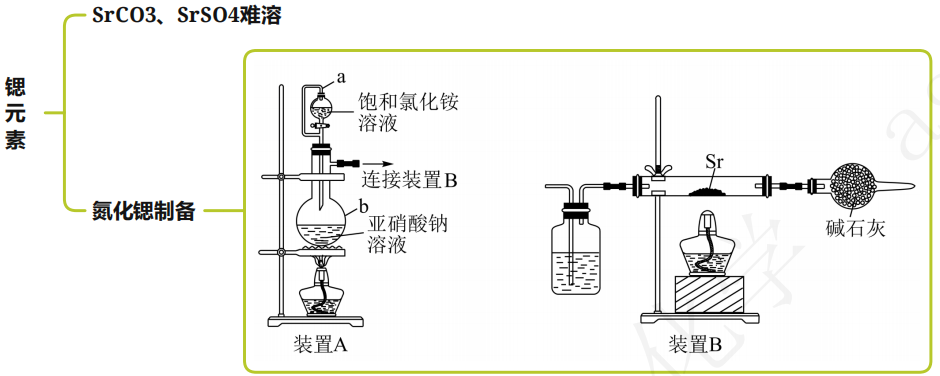 SrCO3、SrSO4难溶
锶
元
素
氮化锶制备
a
饱和氯化铵
溶液
连接装置B
b
亚硝酸钠
溶液
装置A
Sr
碱石灰
装置B
化学